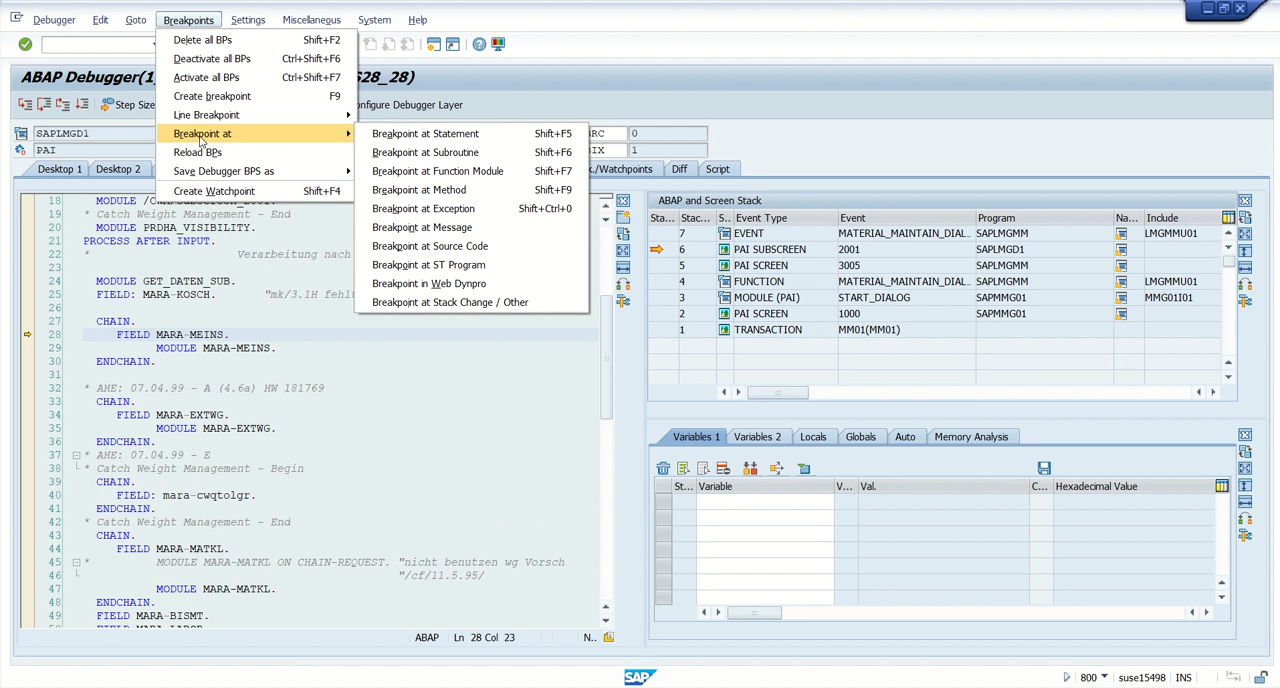 Debugger Edit Goto Breakpoints Settings Miscellaneous System Help
Delete all BPs Shift+F2
Deactivate all BPs Ctrl+Shift+F6
Activate all BPs Ctrl+Shift+F7
Create breakpoint F9
Line Breakpoint
Breakpoint at
Reload BPs
Save Debugger BPS as
Create Watchpoint Shift+F4
Breakpoint at Statement Shift+F5
Breakpoint at Subroutine Shift+F6
Breakpoint at Function Module Shift+F7
Breakpoint at Method Shift+F9
Breakpoint at Exception Shift+Ctrl+0
Breakpoint at Message
Breakpoint at Source Code
Breakpoint at ST Program
Breakpoint in Web Dynpro
Breakpoint at Stack Change / Other
ABAP Debugger(1) S28_28)
Step Size onfigure Debugger Layer
SAPLMGD1 BRC 0
PAI BIX 1
Desktop 1 Desktop 2 ./Watchpoints Diff Script
18 MODULE
19 * Catch Weight Management - End
20 MODULE PRDHA_VISIBILITY.
21 PROCESS AFTER INPUT.
22 * Verarbeitung nach
23
24 MODULE GET_DATEN_SUB.
25 FIELD: MARA-KOSCH. "mk/3.1H fehlt
26
27 CHAIN.
28 FIELD MARA-MEINS.
29 MODULE MARA-MEINS.
30 ENDCHAIN.
31
32 * AHE: 07.04.99 - A (4.6a) HW 181769
33 CHAIN.
34 FIELD MARA-EXTWG.
35 MODULE MARA-EXTWG.
36 ENDCHAIN.
37 * AHE: 07.04.99 - E
38 * Catch Weight Management - Begin
39 CHAIN.
40 FIELD: mara-cwqtolgr.
41 ENDCHAIN.
42 * Catch Weight Management - End
43 CHAIN.
44 FIELD MARA-MATKL.
45 * MODULE MARA-MATKL ON CHAIN-REQUEST. "nicht benutzen wg Vorsch
46 "/cf/11.5.95/
47 MODULE MARA-MATKL.
48 ENDCHAIN.
49 FIELD MARA-BISMT.
ABAP Ln 28 Col 23 N..
ABAP and Screen Stack
Sta... Stac... S.. Event Type Event Program Na... Include
7 EVENT MATERIAL_MAINTAIN_DIAL... SAPLMGMM LMGMMU01
6 PAI SUBSCREEN 2001 SAPLMGD1
5 PAI SCREEN 3005 SAPLMGMM
4 FUNCTION MATERIAL_MAINTAIN_DIAL... SAPLMGMM LMGMMU01
3 MODULE (PAI) START_DIALOG SAPMMG01 MMG01I01
2 PAI SCREEN 1000 SAPMMG01
1 TRANSACTION MM01(MM01)
Variables 1 Variables 2 Locals Globals Auto Memory Analysis
St... Variable V... Val. C... Hexadecimal Value
SAP
800 suse15498 INS